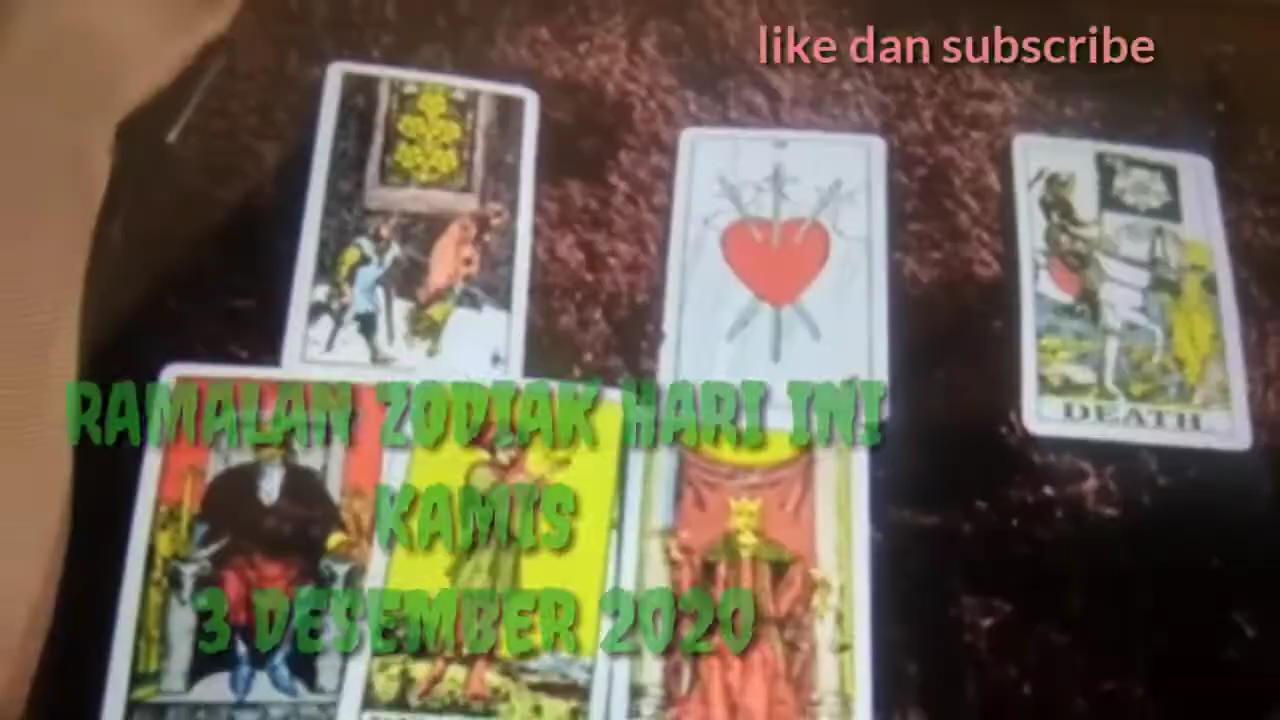 like dan subscribe
RAMALAN ZODIAK HARI INI
KAMIS
3 DESEMBER 2020
DEATH